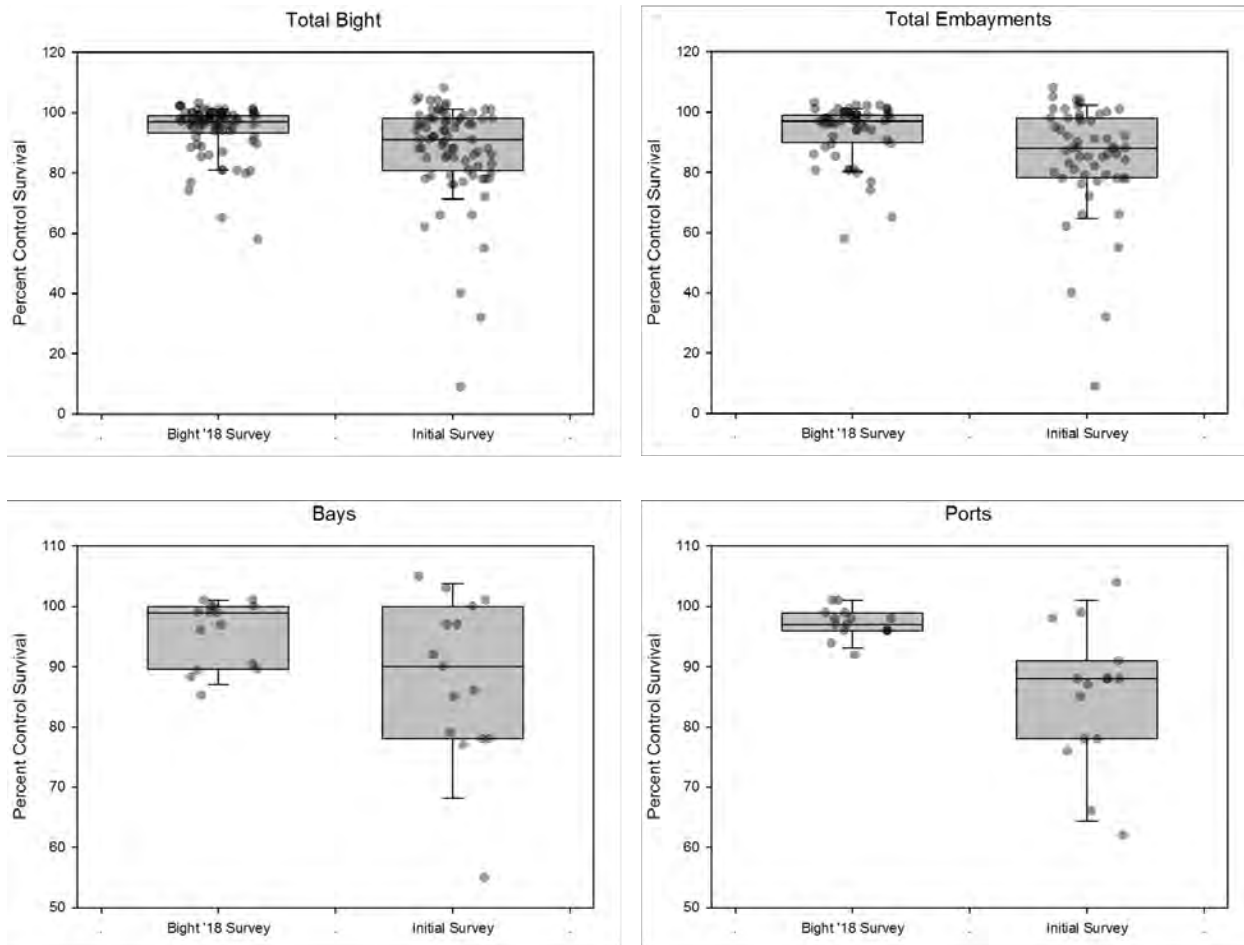 Total Bight
Percent Control Survival
120
100
80
60
40
20
0
Bight '18 Survey
Initial Survey
Total Embayments
Percent Control Survival
120
100
80
60
40
20
0
Bight '18 Survey
Initial Survey
Bays
Percent Control Survival
110
100
90
80
70
60
50
Bight '18 Survey
Initial Survey
Ports
Percent Control Survival
110
100
90
80
70
60
50
Bight '18 Survey
Initial Survey